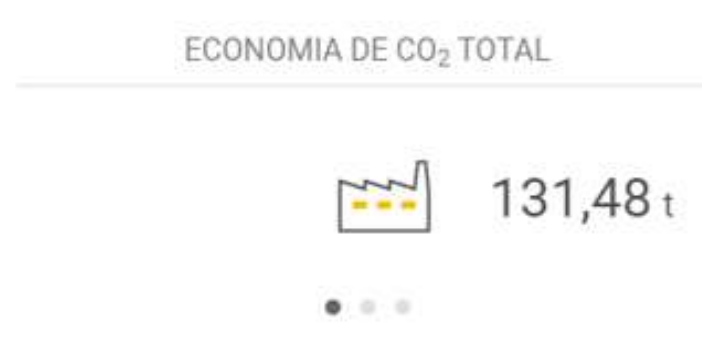 ECONOMIA DE CO₂ TOTAL
131,48 t